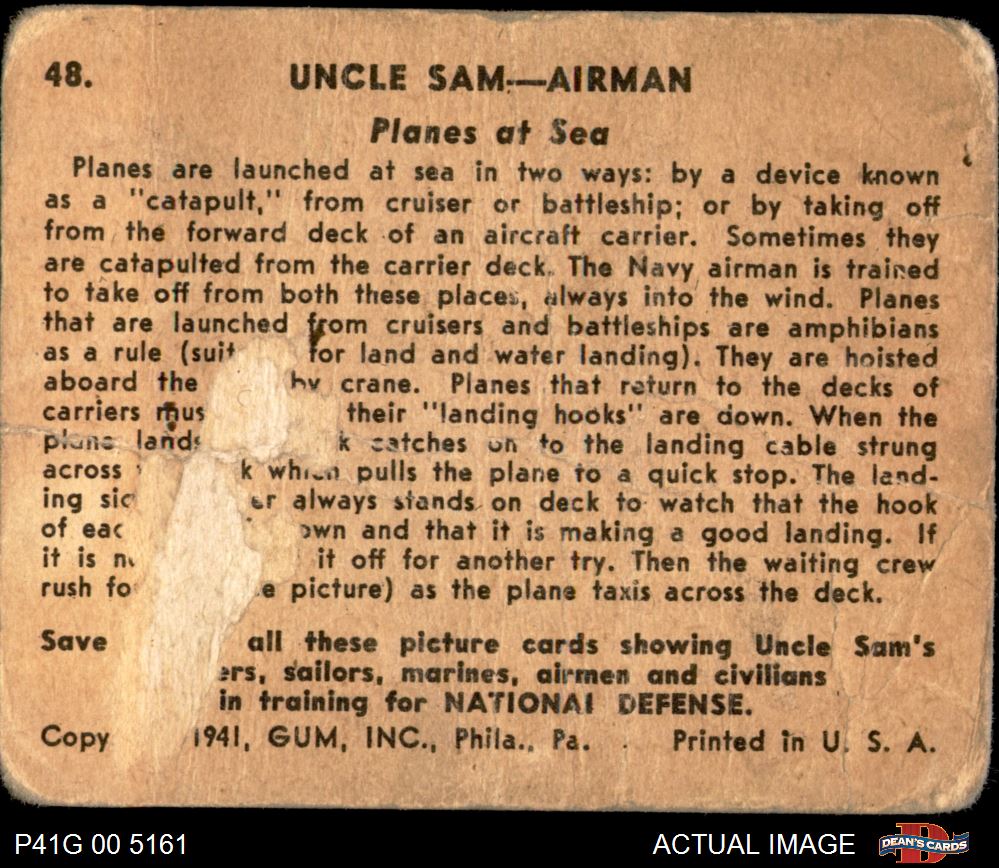 48. UNCLE SAM—AIRMAN
Planes at Sea
Planes are launched at sea in two ways: by a device known
as a "catapult," from cruiser or battleship; or by taking off
from the forward deck of an aircraft carrier. Sometimes they
are catapulted from the carrier deck. The Navy airman is trained
to take off from both these places, always into the wind. Planes
that are launched from cruisers and battleships are amphibians
as a rule (suit for land and water landing). They are hoisted
aboard the by crane. Planes that return to the decks of
carriers mus their "landing hooks" are down. When the
plane lands k catches on to the landing cable strung
across k which pulls the plane to a quick stop. The land-
ing sig er always stands on deck to watch that the hook
of eac own and that it is making a good landing. If
it is n it off for another try. Then the waiting crew
rush fo e picture) as the plane taxis across the deck.
Save all these picture cards showing Uncle Sam's
ers, sailors, marines, airmen and civilians
in training for NATIONAL DEFENSE.
Copy 1941, GUM, INC., Phila., Pa. Printed in U. S. A.
P41G 00 5161 ACTUAL IMAGE D DEAN'S CARDS